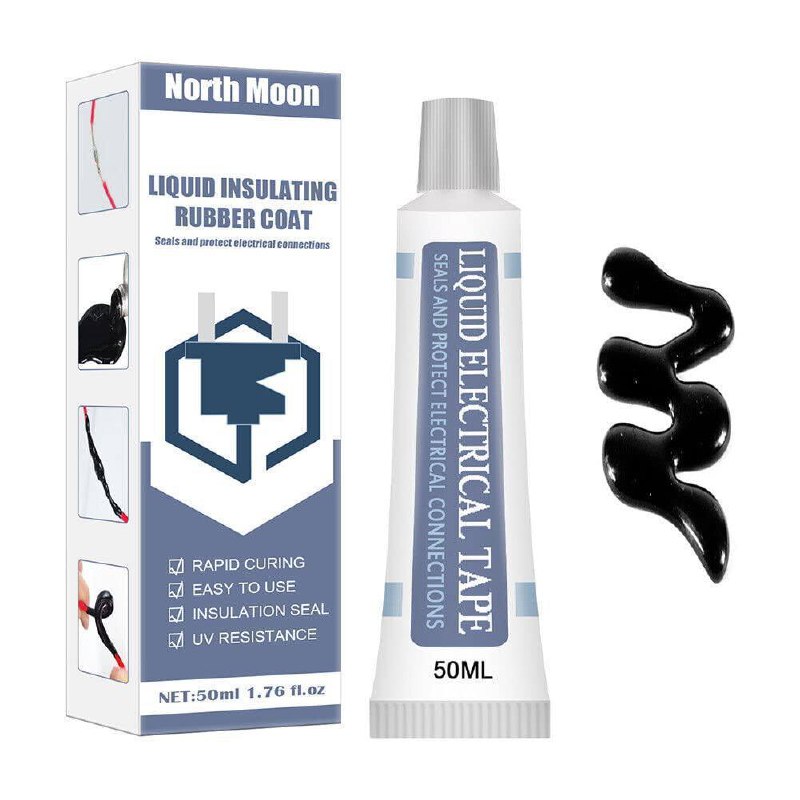 North Moon
LIQUID INSULATING
RUBBER COAT
Seals and protect electrical connections
RAPID CURING
EASY TO USE
INSULATION SEAL
UV RESISTANCE
NET:50ml 1.76 fl.oz
LIQUID ELECTRICAL TAPE
SEALS AND PROTECT ELECTRICAL CONNECTIONS
50ML